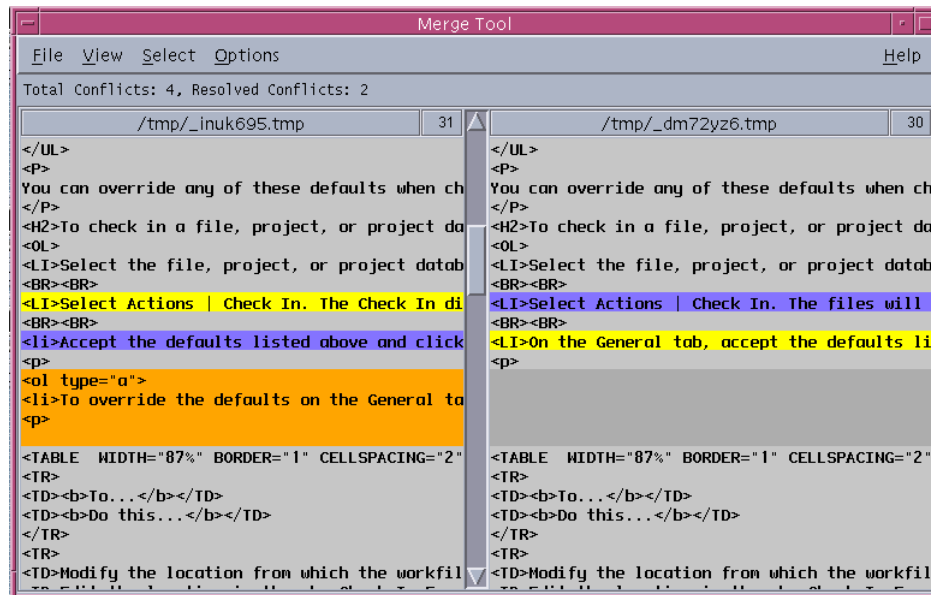 Merge Tool
File View Select Options Help
Total Conflicts: 4, Resolved Conflicts: 2
/tmp/_inuk695.tmp 31 /tmp/_dm72yz6.tmp 30
</UL>
<P>
You can override any of these defaults when ch
</P>
<H2>To check in a file, project, or project da
<OL>
<LI>Select the file, project, or project datab
<BR><BR>
<LI>Select Actions | Check In. The Check In di
<BR><BR>
<li>Accept the defaults listed above and click
<p>
<ol type="a">
<li>To override the defaults on the General ta
<p>
<TABLE  WIDTH="87%" BORDER="1" CELLSPACING="2"
<TR>
<TD><b>To...</b></TD>
<TD><b>Do this...</b></TD>
</TR>
<TR>
<TD>Modify the location from which the workfil
</UL>
<P>
You can override any of these defaults when ch
</P>
<H2>To check in a file, project, or project da
<OL>
<LI>Select the file, project, or project datab
<BR><BR>
<LI>Select Actions | Check In. The files will
<BR><BR>
<LI>On the General tab, accept the defaults li
<p>
<TABLE  WIDTH="87%" BORDER="1" CELLSPACING="2"
<TR>
<TD><b>To...</b></TD>
<TD><b>Do this...</b></TD>
</TR>
<TR>
<TD>Modify the location from which the workfil